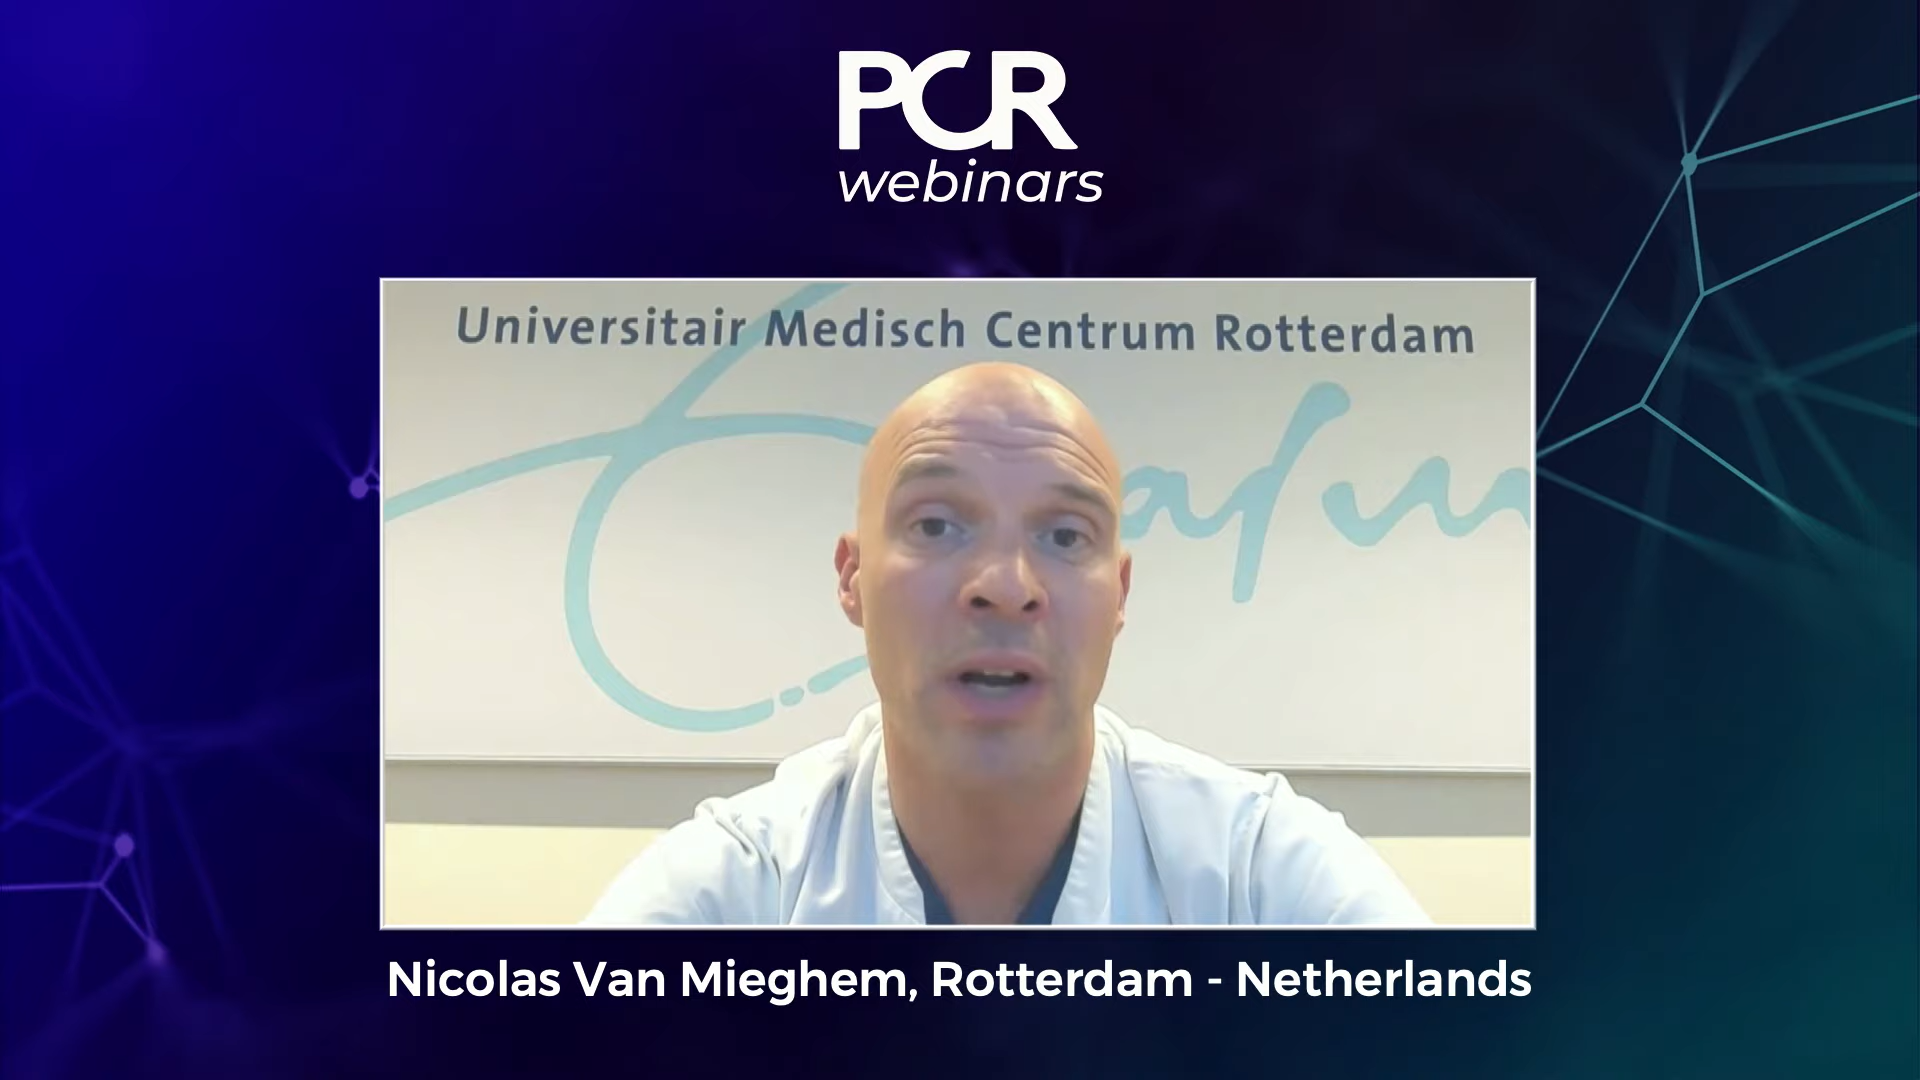 PCR
webinars
Universitair Medisch Centrum Rotterdam
Nicolas Van Mieghem, Rotterdam - Netherlands